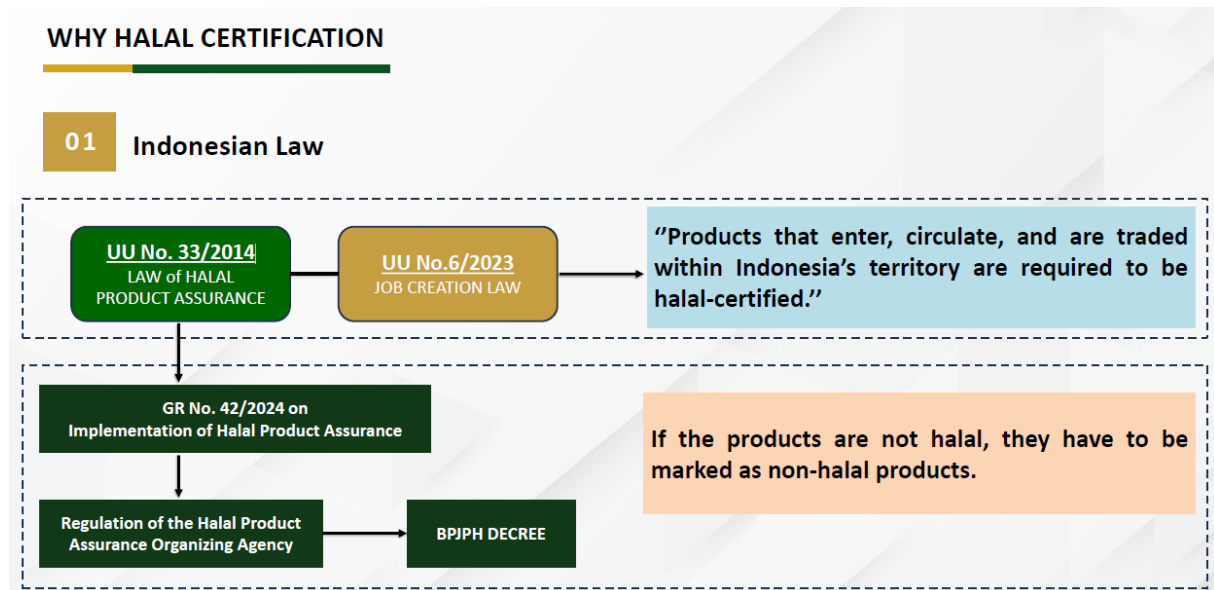 WHY HALAL CERTIFICATION
01
Indonesian Law
UU No. 33/2014
LAW of HALAL
PRODUCT ASSURANCE
UU No.6/2023
JOB CREATION LAW
‘’Products that enter, circulate, and are traded
within Indonesia’s territory are required to be
halal-certified.’’
GR No. 42/2024 on
Implementation of Halal Product Assurance
If the products are not halal, they have to be
marked as non-halal products.
Regulation of the Halal Product
Assurance Organizing Agency
BPJPH DECREE